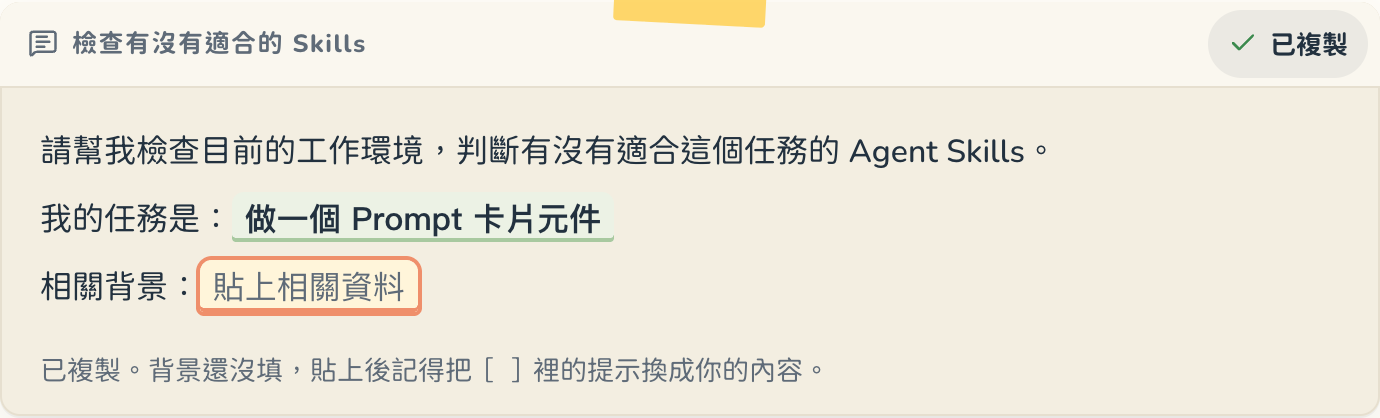 檢查有沒有適合的 Skills
已複製
請幫我檢查目前的工作環境，判斷有沒有適合這個任務的 Agent Skills。
我的任務是：做一個 Prompt 卡片元件
相關背景：貼上相關資料
已複製。背景還沒填，貼上後記得把［ ］裡的提示換成你的內容。